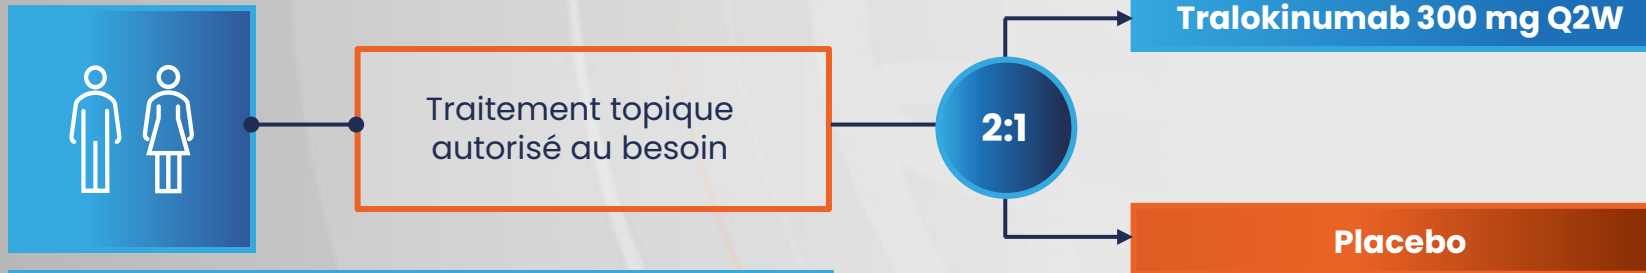 Traitement topique
autorisé au besoin
2:1
Tralokinumab 300 mg Q2W
Placebo